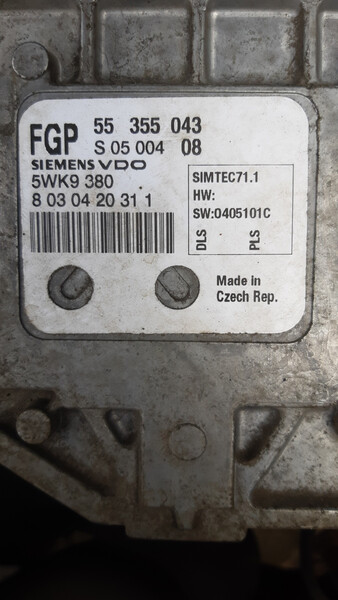 FGP 55 355 043
S 05 004 08
SIEMENS VDO
5WK9 380
8 03 04 20 31 1
SIMTEC71.1
HW:
SW:0405101C
DLS
PLS
Made in
Czech Rep.